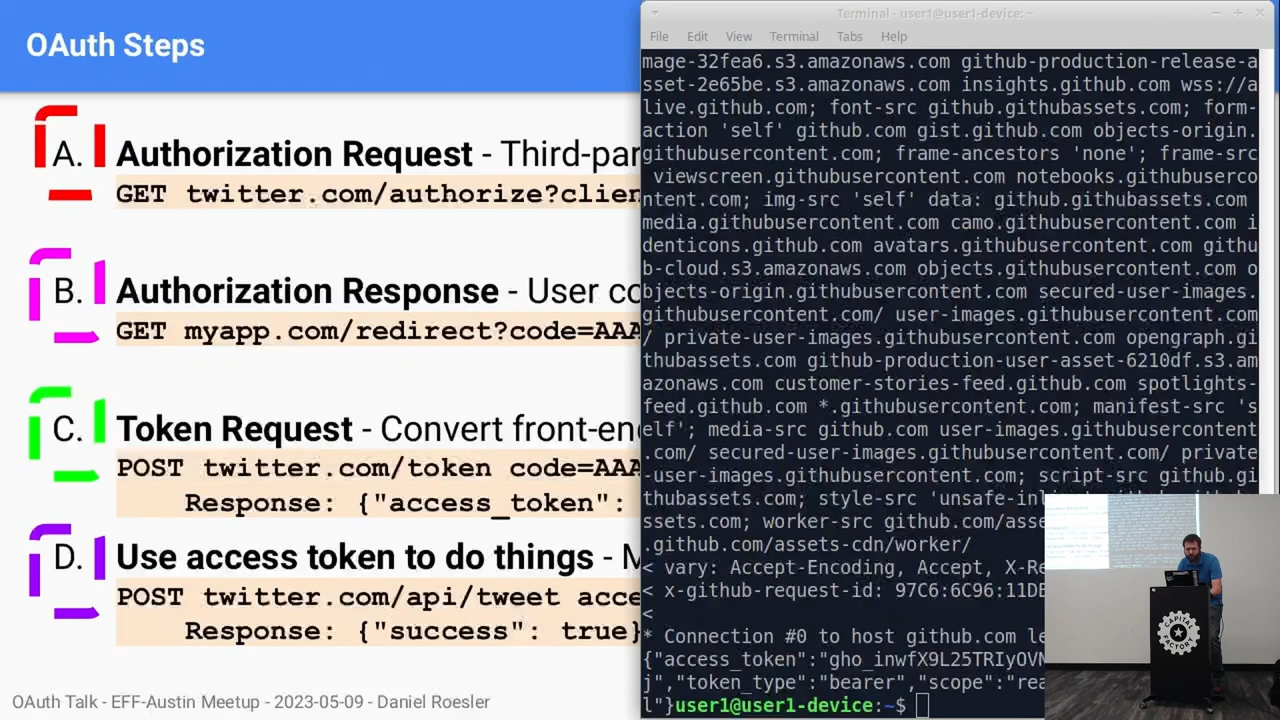 OAuth Steps
A. Authorization Request - Third-par
GET twitter.com/authorize?clien
B. Authorization Response - User co
GET myapp.com/redirect?code=AAA
C. Token Request - Convert front-en
POST twitter.com/token code=AAA
Response: {"access_token":
D. Use access token to do things - M
POST twitter.com/api/tweet acce
Response: {"success": true}
OAuth Talk - EFF-Austin Meetup - 2023-05-09 - Daniel Roesler
Terminal - user1@user1-device: ~
File Edit View Terminal Tabs Help
mage-32fea6.s3.amazonaws.com github-production-release-a
sset-2e65be.s3.amazonaws.com insights.github.com wss://a
live.github.com; font-src github.githubassets.com; form-
action 'self' github.com gist.github.com objects-origin.
githubusercontent.com; frame-ancestors 'none'; frame-src
viewscreen.githubusercontent.com notebooks.githubuserco
ntent.com; img-src 'self' data: github.githubassets.com
media.githubusercontent.com camo.githubusercontent.com i
denticons.github.com avatars.githubusercontent.com githu
b-cloud.s3.amazonaws.com objects.githubusercontent.com o
bjects-origin.githubusercontent.com secured-user-images.
githubusercontent.com/ user-images.githubusercontent.com
/ private-user-images.githubusercontent.com opengraph.gi
thubassets.com github-production-user-asset-6210df.s3.am
azonaws.com customer-stories-feed.github.com spotlights-
feed.github.com *.githubusercontent.com; manifest-src 's
elf'; media-src github.com user-images.githubusercontent
.com/ secured-user-images.githubusercontent.com/ private
-user-images.githubusercontent.com; script-src github.gi
thubassets.com; style-src 'unsafe-inl
ssets.com; worker-src github.com/asse
.github.com/assets-cdn/worker/
< vary: Accept-Encoding, Accept, X-Re
< x-github-request-id: 97C6:6C96:11DE
<
* Connection #0 to host github.com le
{"access_token":"gho_inwfX9L25TRIyOVN
j","token_type":"bearer","scope":"rea
l"}user1@user1-device:~$
CAPITAL
FACTORY